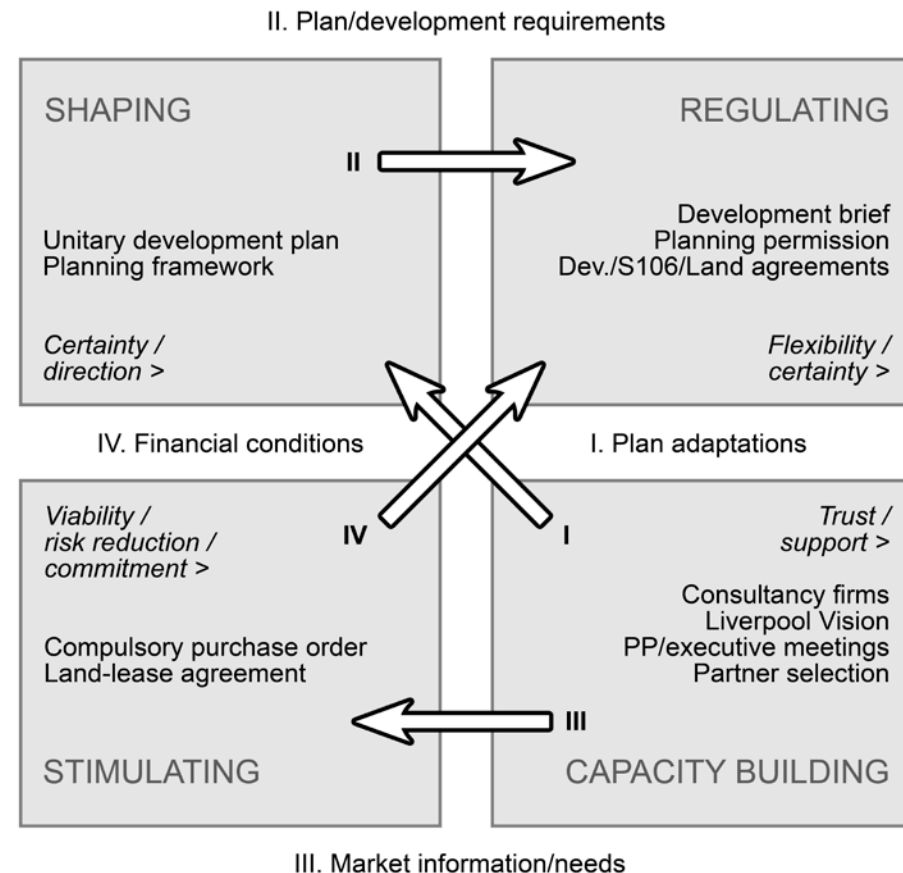 II. Plan/development requirements
SHAPING
II
Unitary development plan
Planning framework
Certainty /
direction >
REGULATING
Development brief
Planning permission
Dev./S106/Land agreements
Flexibility /
certainty >
IV. Financial conditions
I. Plan adaptations
Viability /
risk reduction /
commitment >
IV
Compulsory purchase order
Land-lease agreement
STIMULATING
I
Trust /
support >
Consultancy firms
Liverpool Vision
PP/executive meetings
Partner selection
III
CAPACITY BUILDING
III. Market information/needs